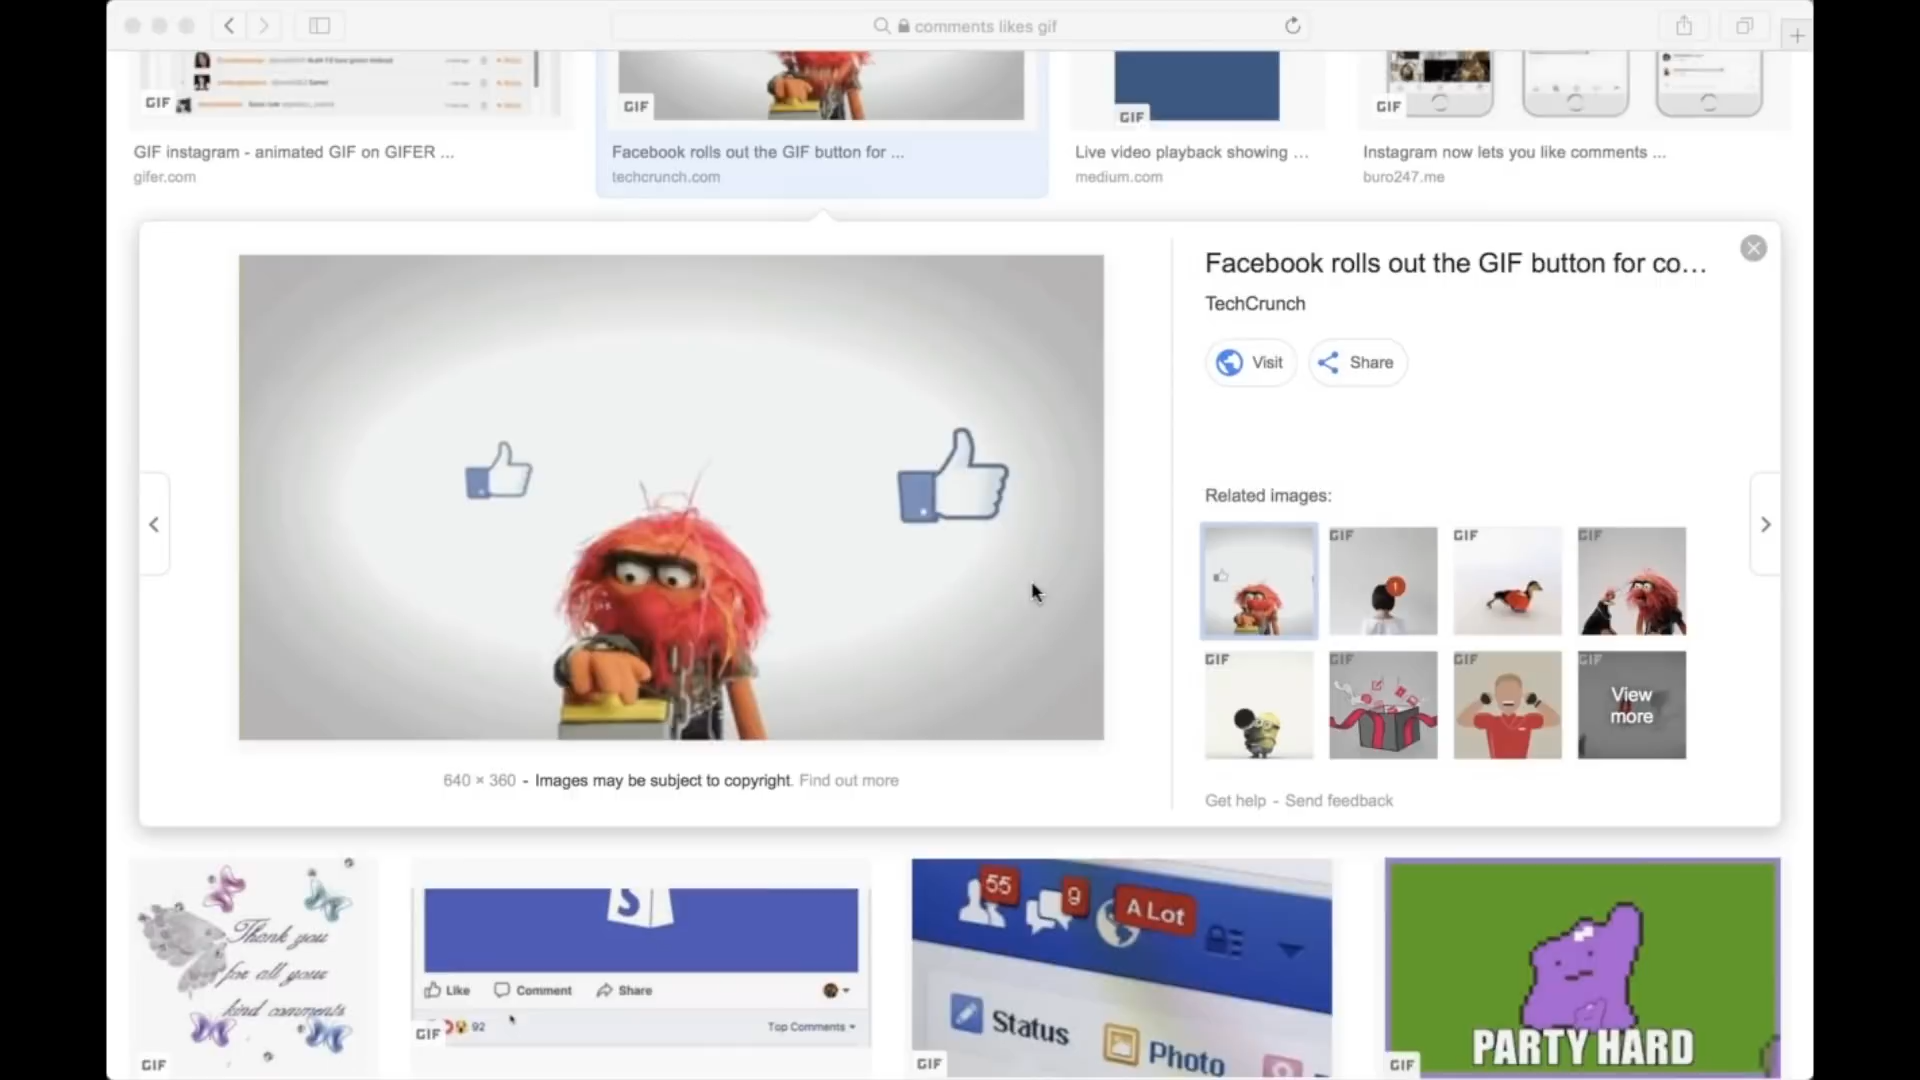 comments likes gif
GIF
GIF
GIF
GIF
GIF instagram - animated GIF on GIFER ...
gifer.com
Facebook rolls out the GIF button for ...
techcrunch.com
Live video playback showing ...
medium.com
Instagram now lets you like comments ...
buro247.me
Facebook rolls out the GIF button for co...
TechCrunch
Visit
Share
Related images:
GIF
GIF
GIF
1
GIF
GIF
GIF
GIF
View
more
640 × 360 - Images may be subject to copyright. Find out more
Get help - Send feedback
Thank you
for all your
kind comments
GIF
S
Like
Comment
Share
92
Top Comments
GIF
55
9
A Lot
Status
Photo
GIF
PARTY HARD
GIF